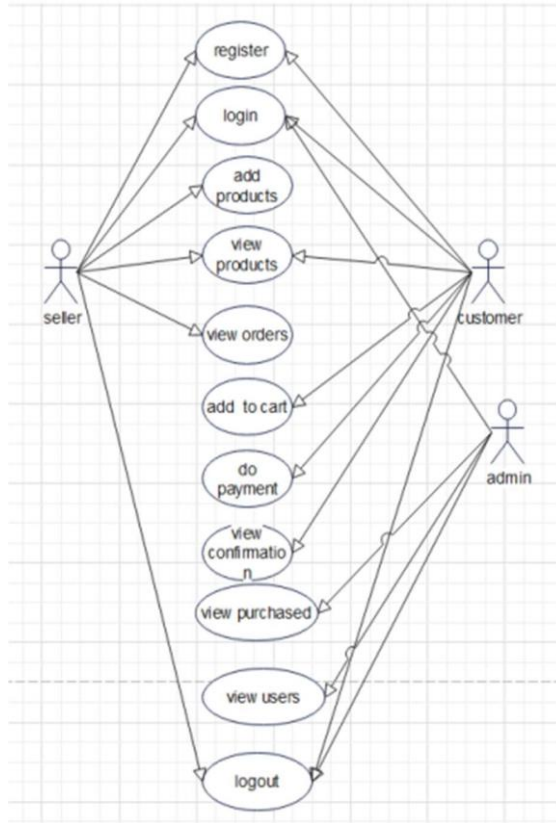 register
login
add
products
view
products
seller
customer
view orders
add to cart
do
payment
admin
view
confirmatio
n
view purchased
view users
logout